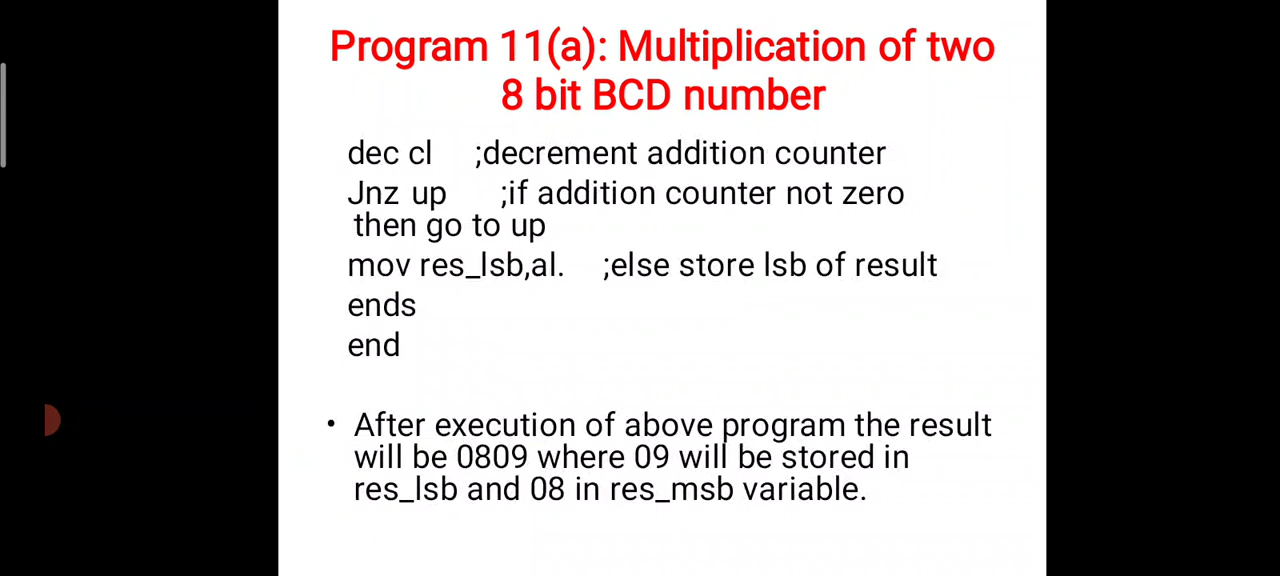 Program 11(a): Multiplication of two
8 bit BCD number
dec cl ;decrement addition counter
Jnz up ;if addition counter not zero
then go to up
mov res_lsb,al. ;else store lsb of result
ends
end
• After execution of above program the result
will be 0809 where 09 will be stored in
res_lsb and 08 in res_msb variable.